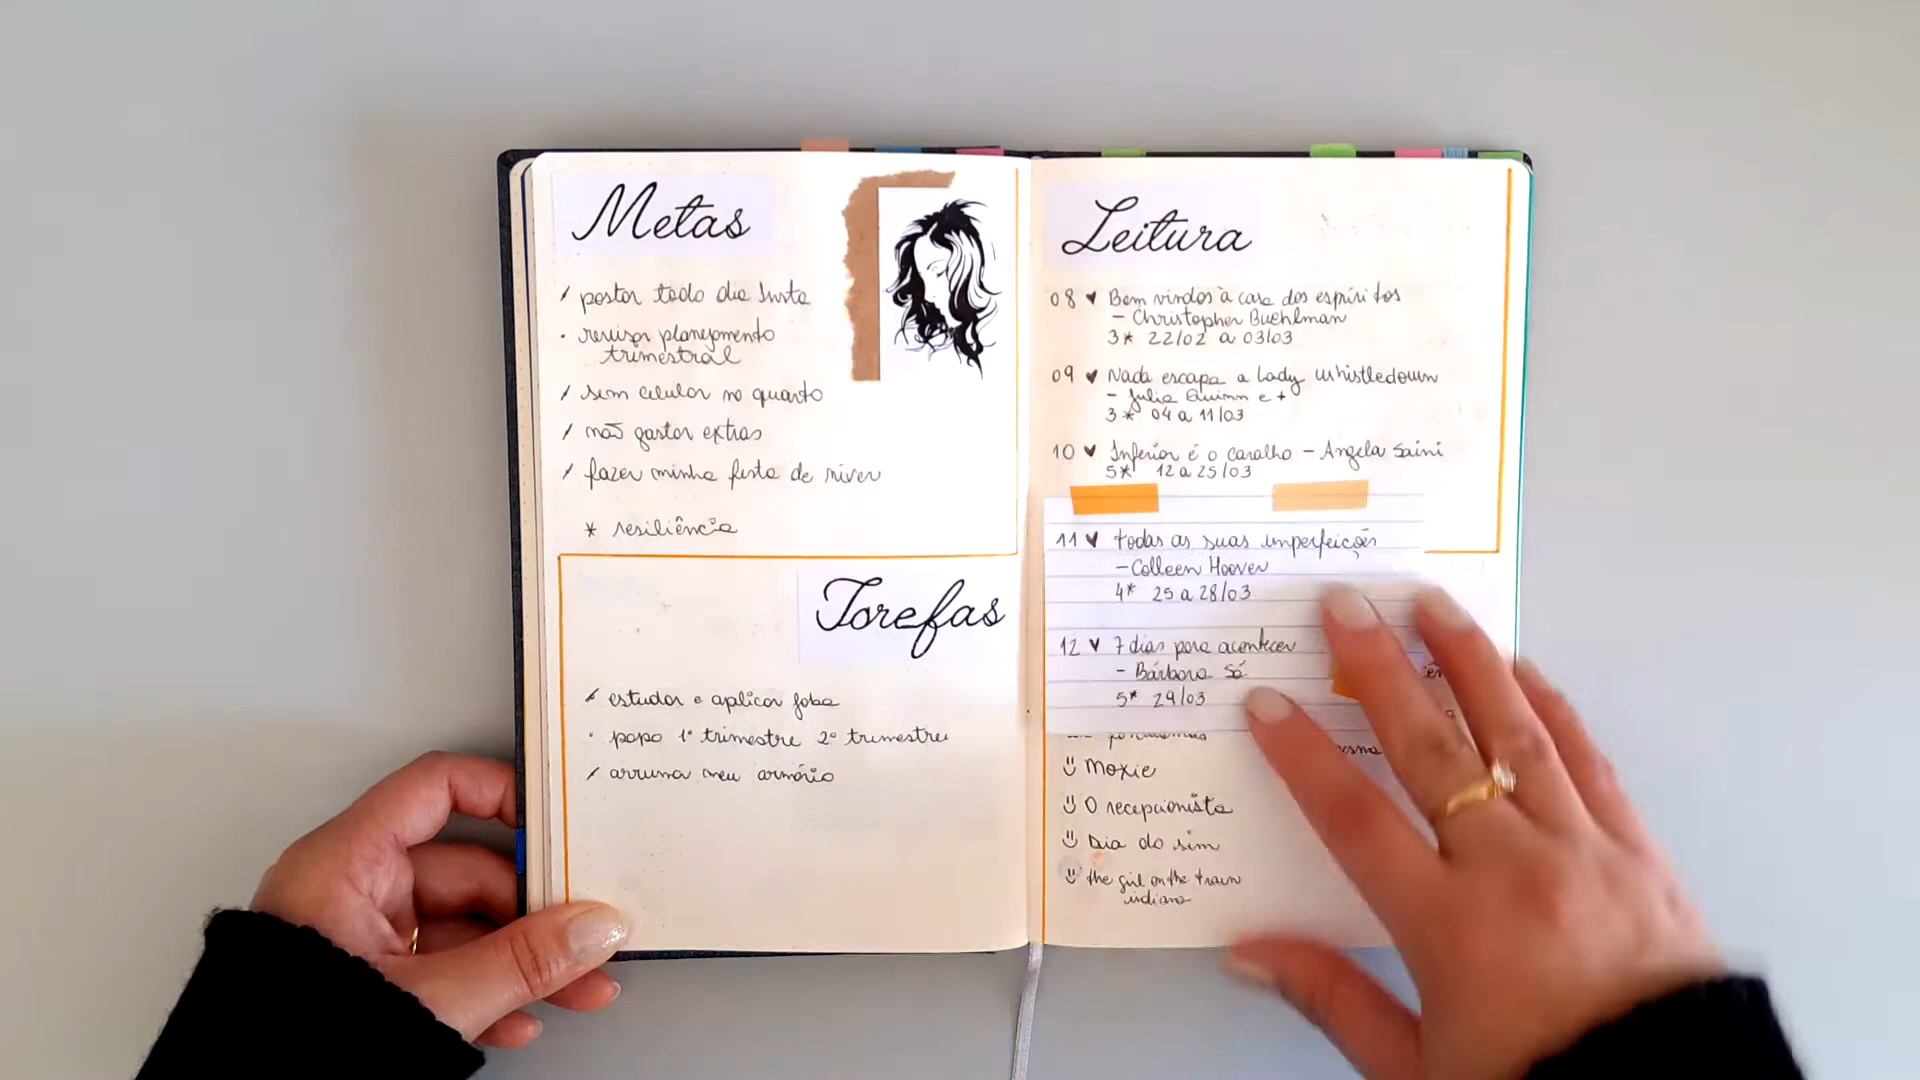 Metas
/ postar todo dia Insta
· revisar planejamento
trimestral
/ sem celular no quarto
/ não gastar extras
/ fazer minha festa de niver
* resiliência
Tarefas
/ estudar e aplicar
· papo 1º trimestre 2º trimestre
/ arruma meu armário
Leitura
08 ♥ Bem vindos à casa dos espíritos
- Christopher Buehlman
3* 22/02 a 03/03
09 ♥ Nada escapa a Lady Whistledown
- Julia Quinn e +
3* 04 a 11/03
10 ♥ Inferior é o caralho - Angela Saini
5* 12 a 25/03
11 ♥ todas as suas imperfeições
- Colleen Hoover
4* 25 a 28/03
12 ♥ 7 dias para acontecer
- Bárbara Sá
5* 29/03
Moxie
O recepcionista
Dia do sim
the girl on the train
indiano